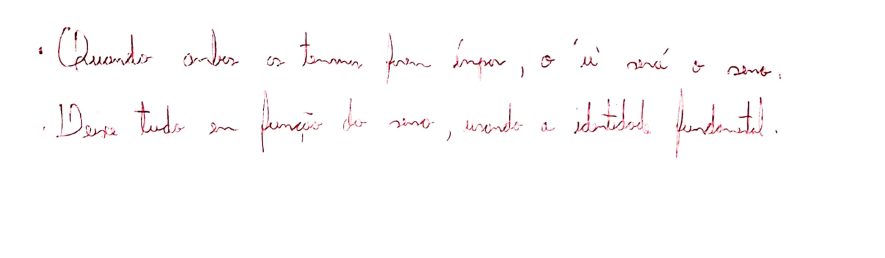 • Quando ambos os termos forem ímpar, o "u" será o seno.
• Deixe tudo em função do seno, usando a identidade fundamental.